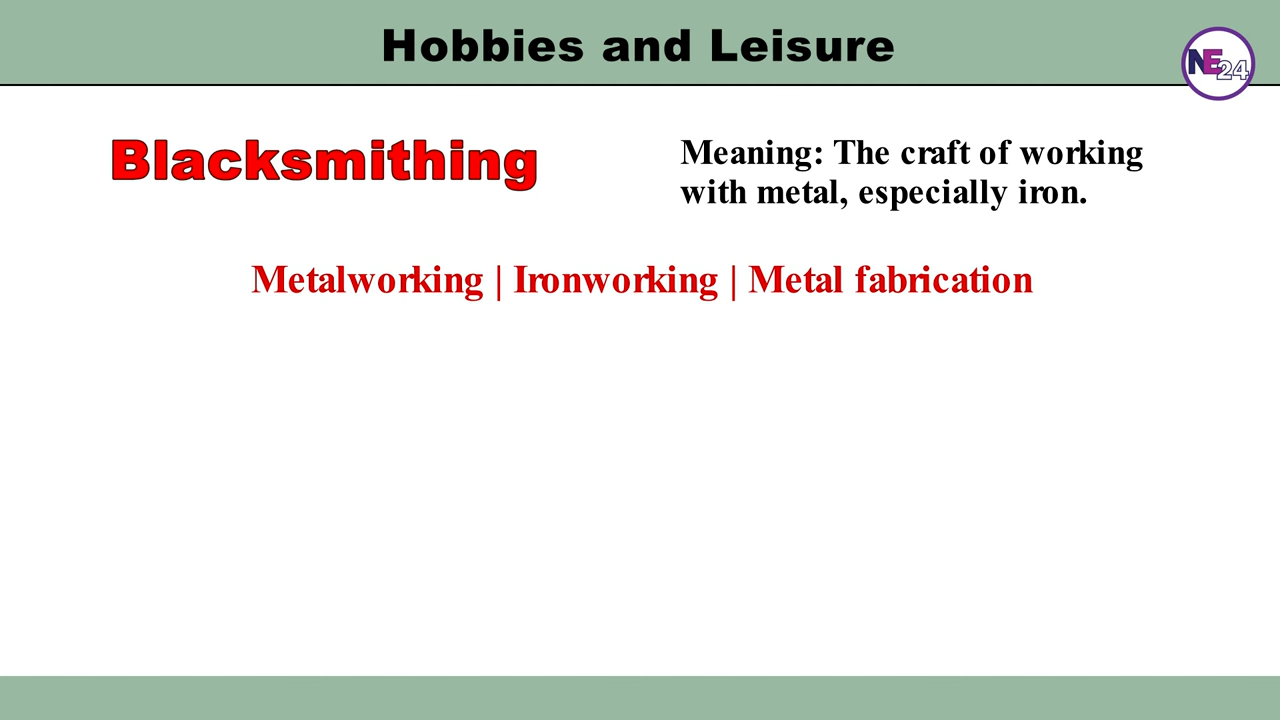 Hobbies and Leisure
NE24
Blacksmithing
Meaning: The craft of working
with metal, especially iron.
Metalworking | Ironworking | Metal fabrication